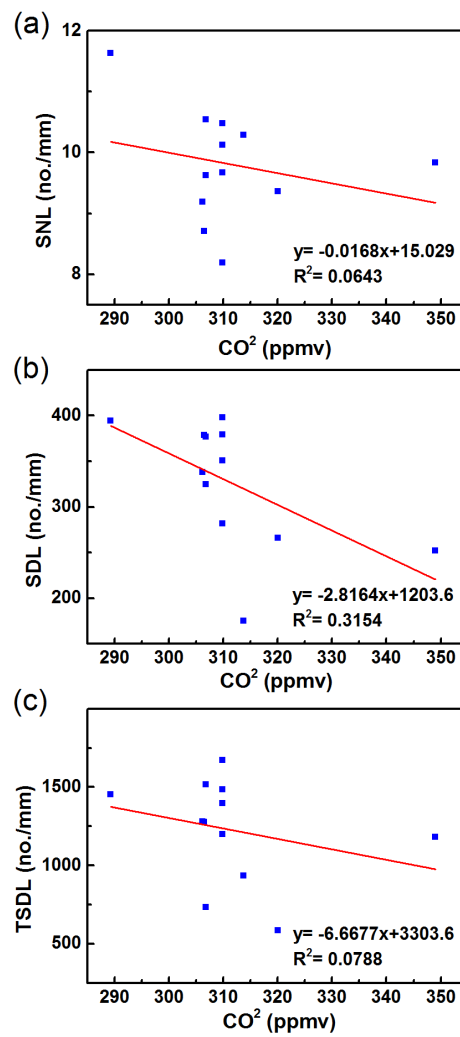 (a)
12
10
8
SNL (no./mm)
y= -0.0168x+15.029
R²= 0.0643
290 300 310 320 330 340 350
CO² (ppmv)
(b)
400
300
200
SDL (no./mm)
y= -2.8164x+1203.6
R²= 0.3154
290 300 310 320 330 340 350
CO² (ppmv)
(c)
1500
1000
500
TSDL (no./mm)
y= -6.6677x+3303.6
R²= 0.0788
290 300 310 320 330 340 350
CO² (ppmv)